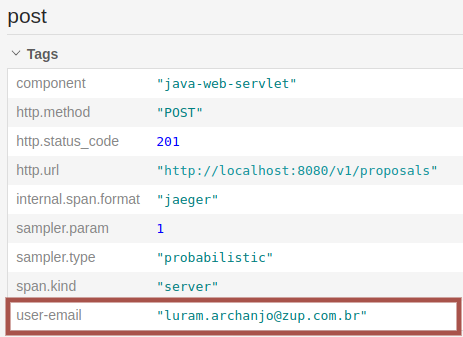 post
Tags
component "java-web-servlet"
http.method "POST"
http.status_code 201
http.url "http://localhost:8080/v1/proposals"
internal.span.format "jaeger"
sampler.param 1
sampler.type "probabilistic"
span.kind "server"
user-email "luram.archanjo@zup.com.br"